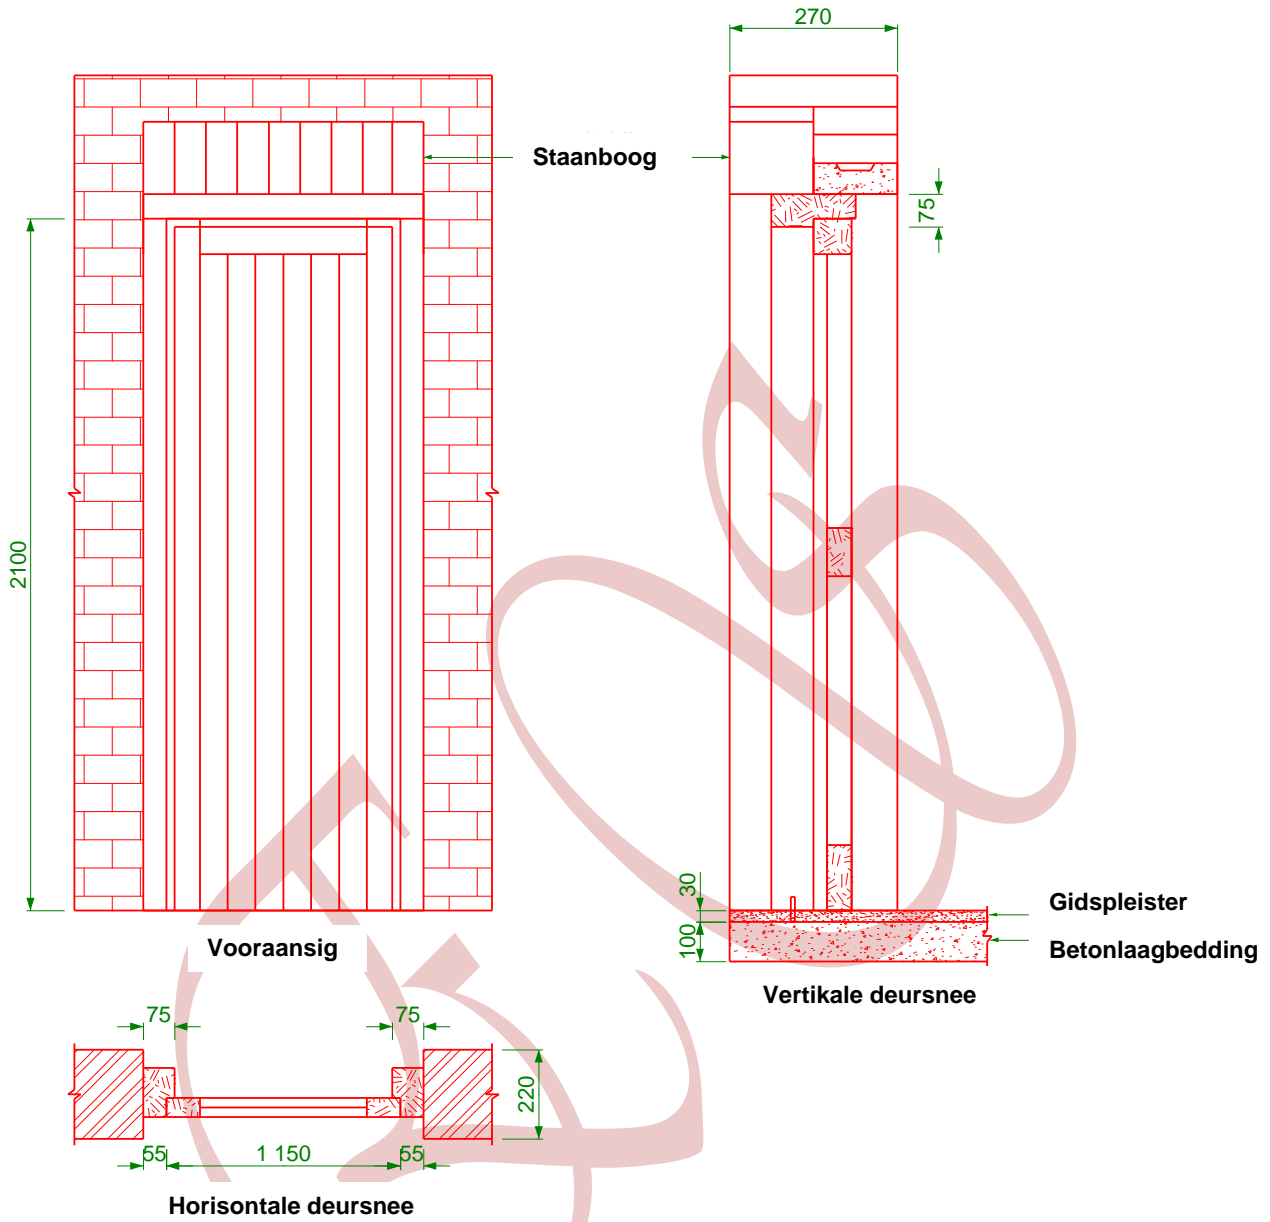 270
Staanboog
75
2100
30
Gidspleister
100
Betonlaagbedding
Vooraansig
Vertikale deursnee
75
75
220
55
1 150
55
Horisontale deursnee